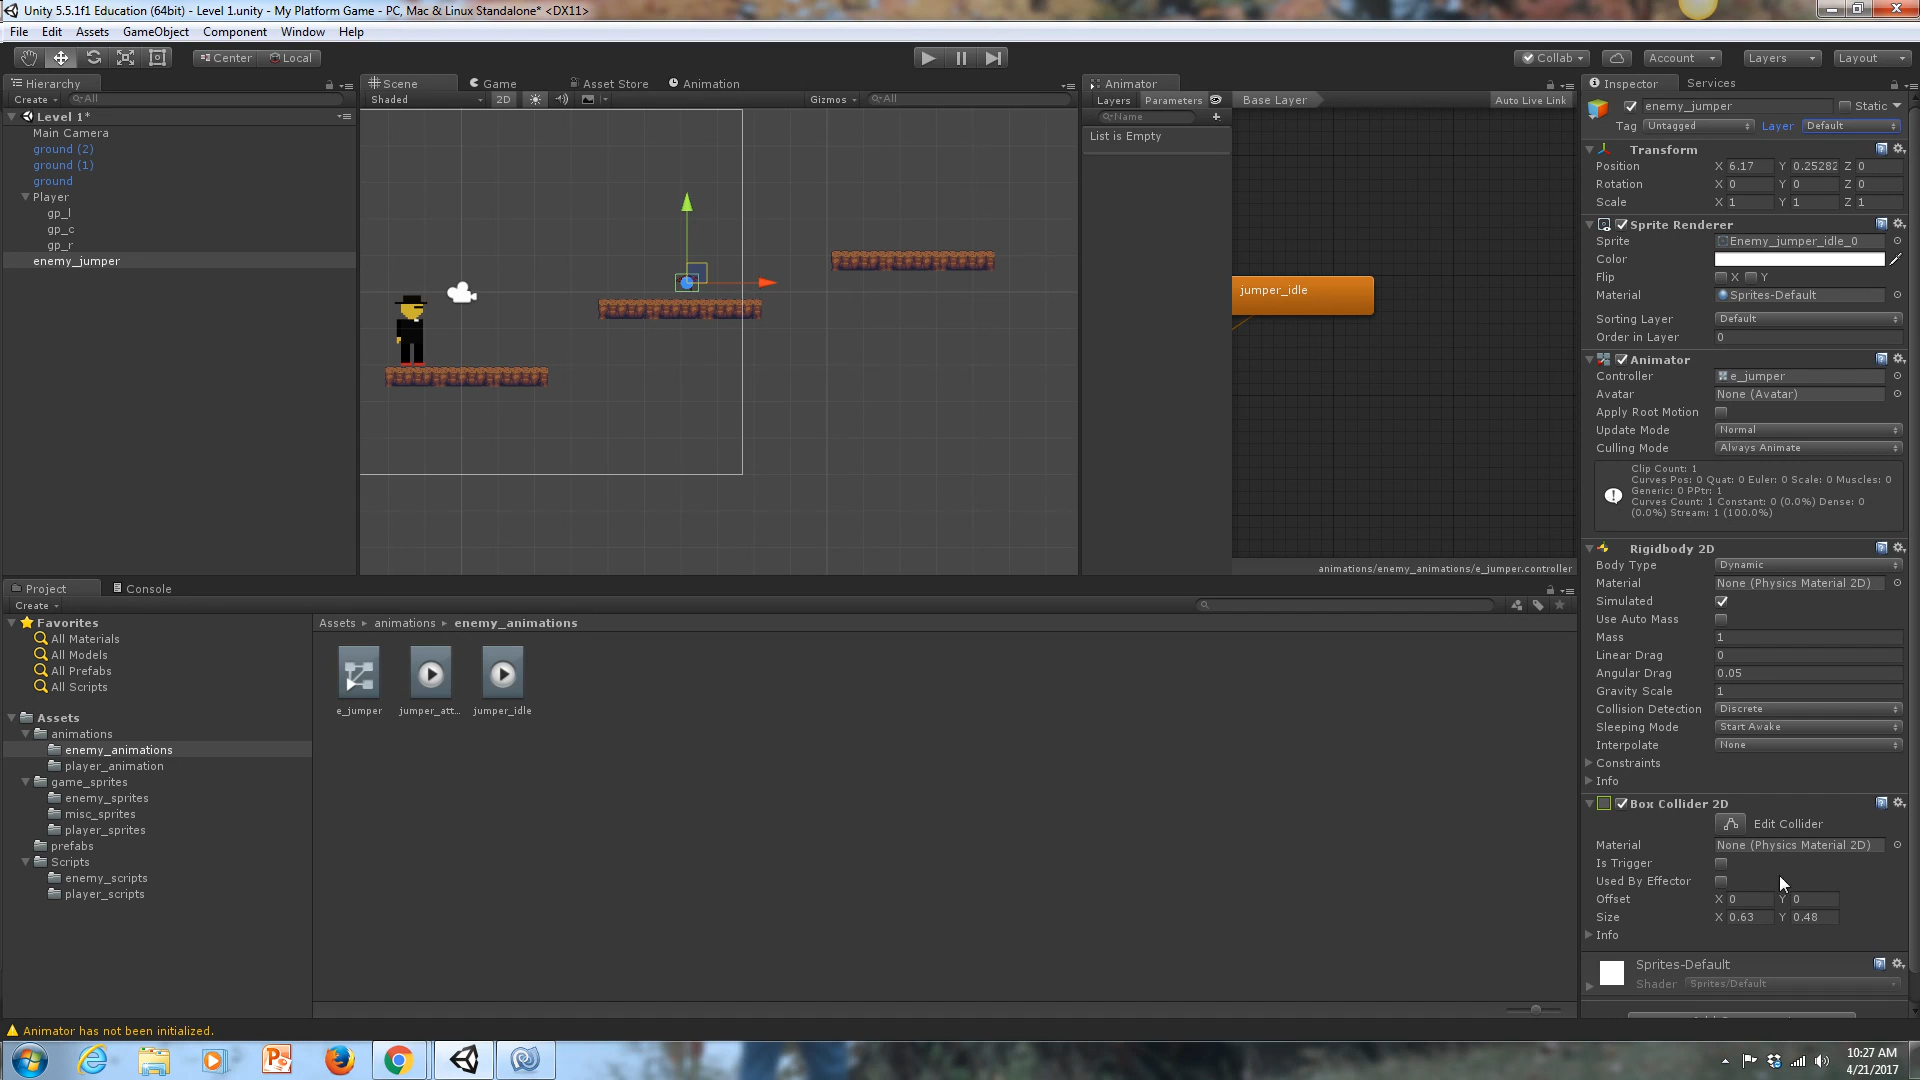 Unity 5.5.1f1 Education (64bit) - Level 1.unity - My Platform Game - PC, Mac & Linux Standalone* <DX11>
File Edit Assets GameObject Component Window Help
Center Local Collab Account Layers Layout
Hierarchy
Create All
Level 1*
Main Camera
ground (2)
ground (1)
ground
Player
gp_l
gp_c
gp_r
enemy_jumper
Scene Game Asset Store Animation
Shaded 2D Gizmos All
Animator
Layers Parameters Base Layer Auto Live Link
Name
List is Empty
jumper_idle
animations/enemy_animations/e_jumper.controller
Inspector Services
enemy_jumper Static
Tag Untagged Layer Default
Transform
Position X 6.17 Y 0.25282 Z 0
Rotation X 0 Y 0 Z 0
Scale X 1 Y 1 Z 1
Sprite Renderer
Sprite Enemy_jumper_idle_0
Color
Flip X Y
Material Sprites-Default
Sorting Layer Default
Order in Layer 0
Animator
Controller e_jumper
Avatar None (Avatar)
Apply Root Motion
Update Mode Normal
Culling Mode Always Animate
Clip Count: 1
Curves Pos: 0 Quat: 0 Euler: 0 Scale: 0 Muscles: 0
Generic: 0 PPtr: 1
Curves Count: 1 Constant: 0 (0.0%) Dense: 0
(0.0%) Stream: 1 (100.0%)
Rigidbody 2D
Body Type Dynamic
Material None (Physics Material 2D)
Simulated
Use Auto Mass
Mass 1
Linear Drag 0
Angular Drag 0.05
Gravity Scale 1
Collision Detection Discrete
Sleeping Mode Start Awake
Interpolate None
Constraints
Info
Box Collider 2D
Edit Collider
Material None (Physics Material 2D)
Is Trigger
Used By Effector
Offset X 0 Y 0
Size X 0.63 Y 0.48
Info
Sprites-Default
Shader Sprites/Default
Project Console
Create
Favorites
All Materials
All Models
All Prefabs
All Scripts
Assets
animations
enemy_animations
player_animation
game_sprites
enemy_sprites
misc_sprites
player_sprites
prefabs
Scripts
enemy_scripts
player_scripts
Assets animations enemy_animations
e_jumper jumper_att... jumper_idle
Animator has not been initialized.
10:27 AM
4/21/2017